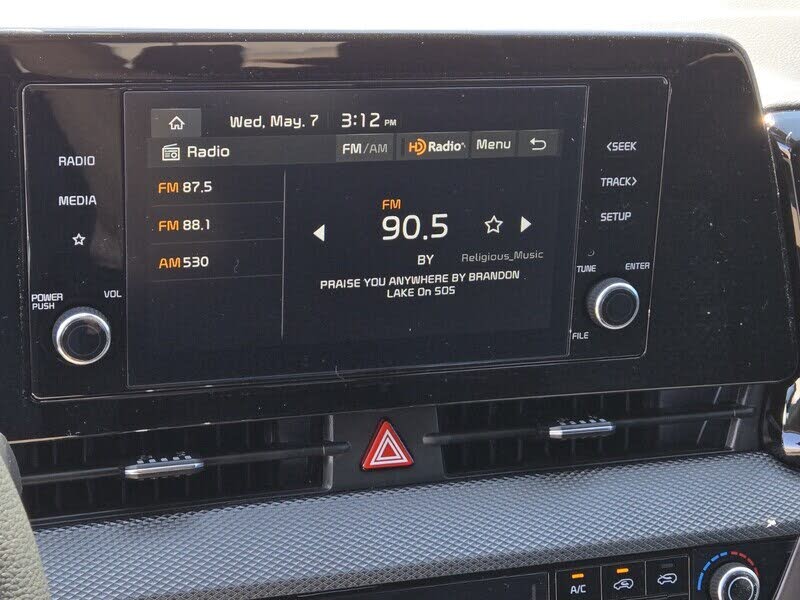 Wed, May. 7 3:12 PM
Radio FM/AM HD Radio Menu
RADIO
MEDIA
POWER PUSH
VOL
FM 87.5
FM 88.1
AM 530
FM
90.5
BY Religious_Music
PRAISE YOU ANYWHERE BY BRANDON
LAKE On SOS
<SEEK
TRACK>
SETUP
TUNE
ENTER
FILE
A/C